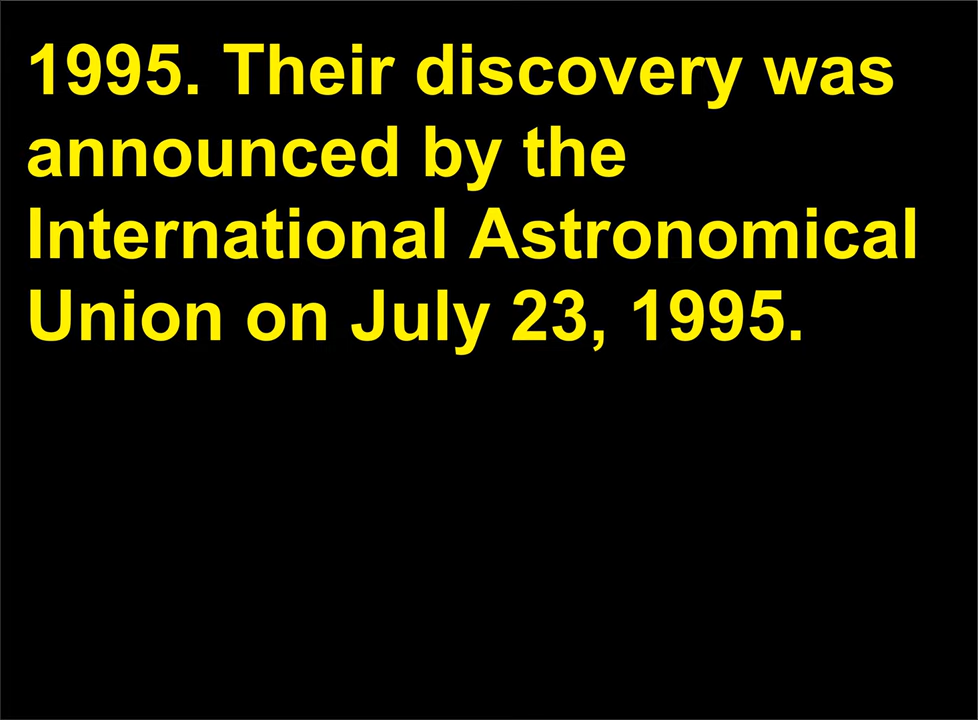 1995. Their discovery was
announced by the
International Astronomical
Union on July 23, 1995.